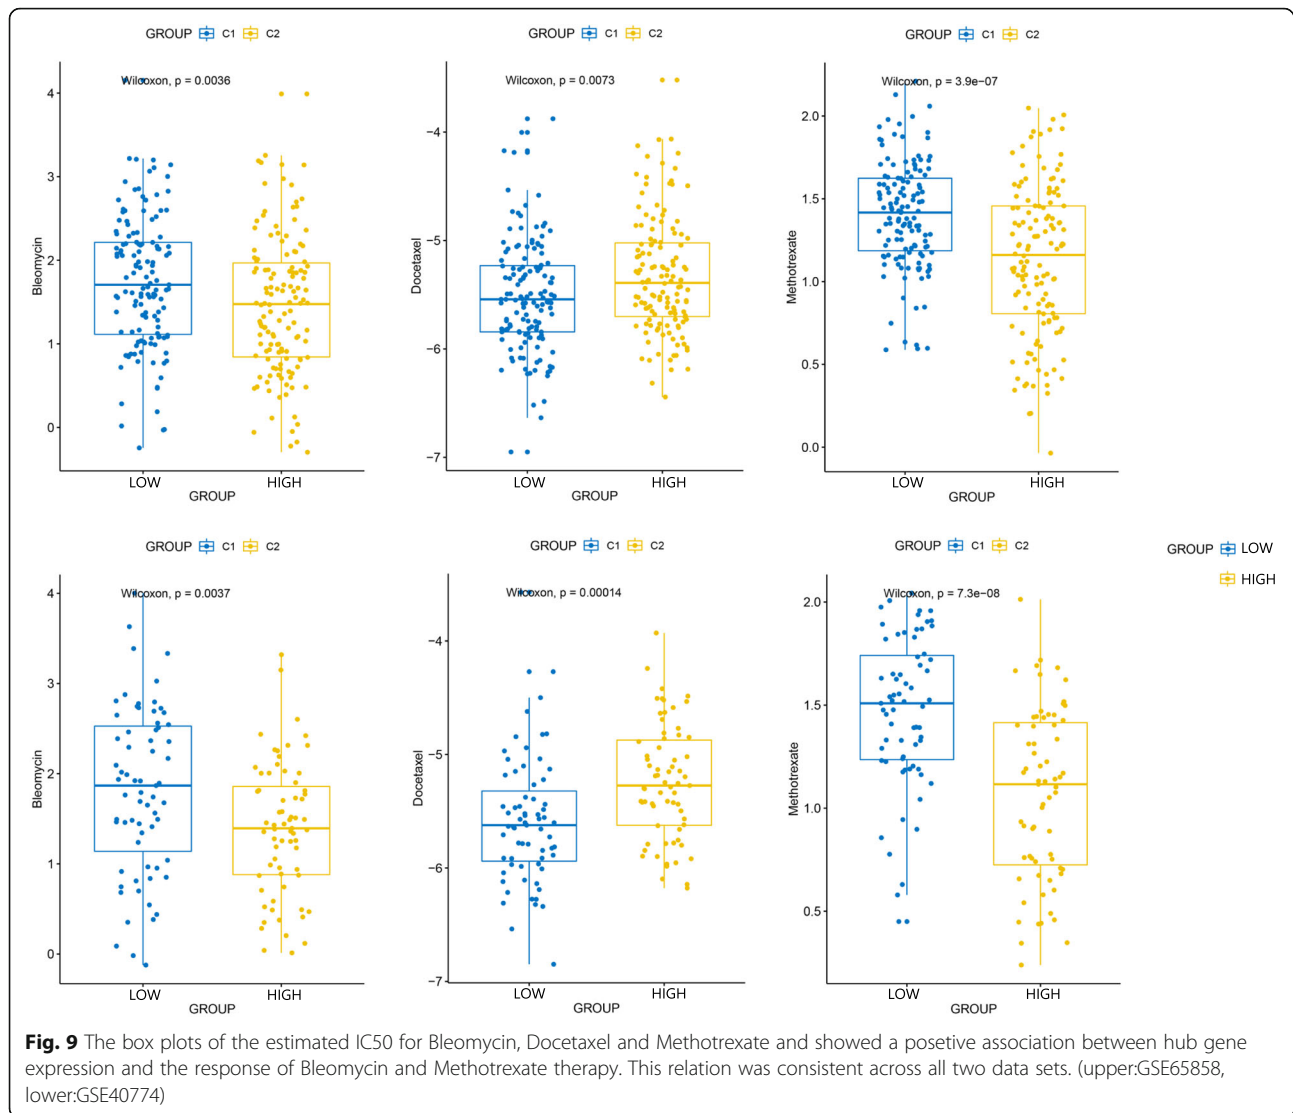 GROUP C1 C2
Wilcoxon, p = 0.0036
4
3
2
1
0
Bleomycin
LOW HIGH
GROUP
GROUP C1 C2
Wilcoxon, p = 0.0073
−4
−5
−6
−7
Docetaxel
LOW HIGH
GROUP
GROUP C1 C2
Wilcoxon, p = 3.9e−07
2.0
1.5
1.0
0.5
0.0
Methotrexate
LOW HIGH
GROUP
GROUP C1 C2
Wilcoxon, p = 0.0037
4
3
2
1
0
Bleomycin
LOW HIGH
GROUP
GROUP C1 C2
Wilcoxon, p = 0.00014
−4
−5
−6
−7
Docetaxel
LOW HIGH
GROUP
GROUP C1 C2
Wilcoxon, p = 7.3e−08
2.0
1.5
1.0
0.5
Methotrexate
LOW HIGH
GROUP
GROUP LOW
HIGH
Fig. 9 The box plots of the estimated IC50 for Bleomycin, Docetaxel and Methotrexate and showed a posetive association between hub gene
expression and the response of Bleomycin and Methotrexate therapy. This relation was consistent across all two data sets. (upper:GSE65858,
lower:GSE40774)